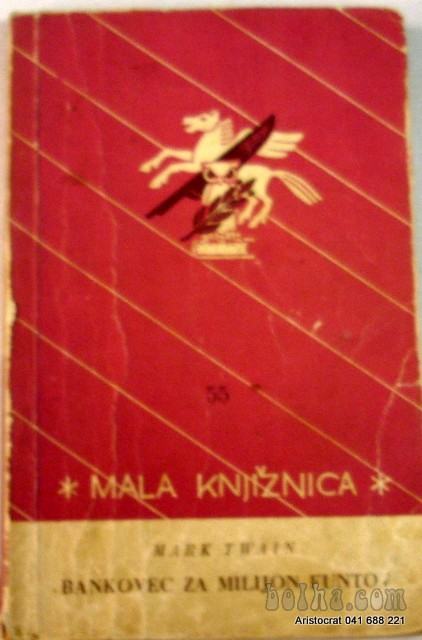 55
* MALA KNJIŽNICA *
MARK TWAIN
BANKOVEC ZA MILIJON FUNTOV
bolha.com
Aristocrat 041 688 221